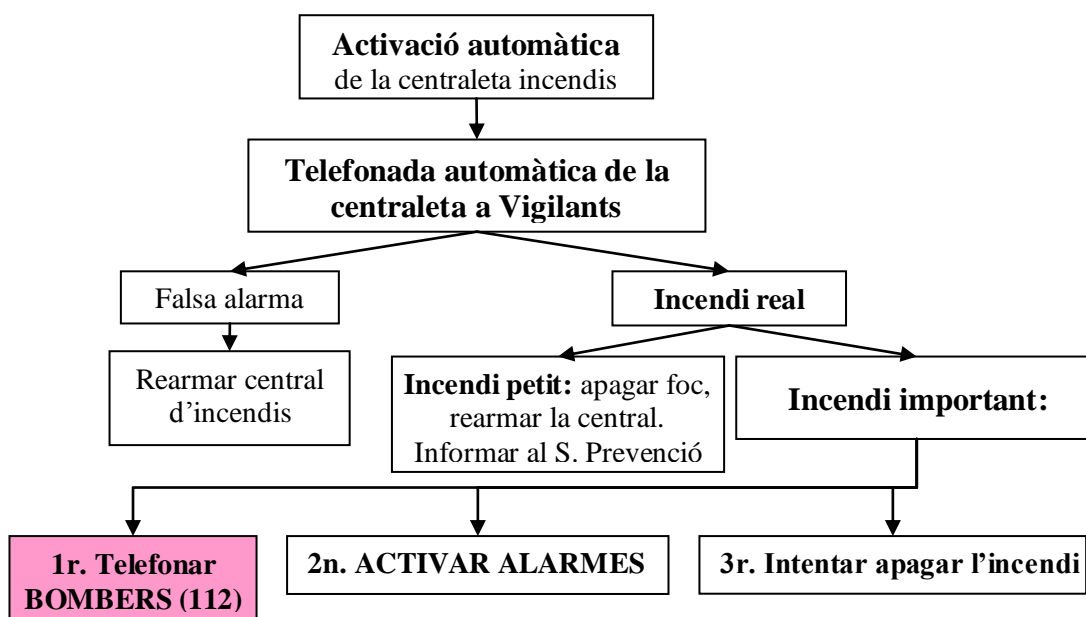 Activació automàtica
de la centraleta incendis
Telefonada automàtica de la
centraleta a Vigilants
Falsa alarma
Incendi real
Rearmar central
d’incendis
Incendi petit: apagar foc,
rearmar la central.
Informar al S. Prevenció
Incendi important:
1r. Telefonar
BOMBERS (112)
2n. ACTIVAR ALARMES
3r. Intentar apagar l’incendi